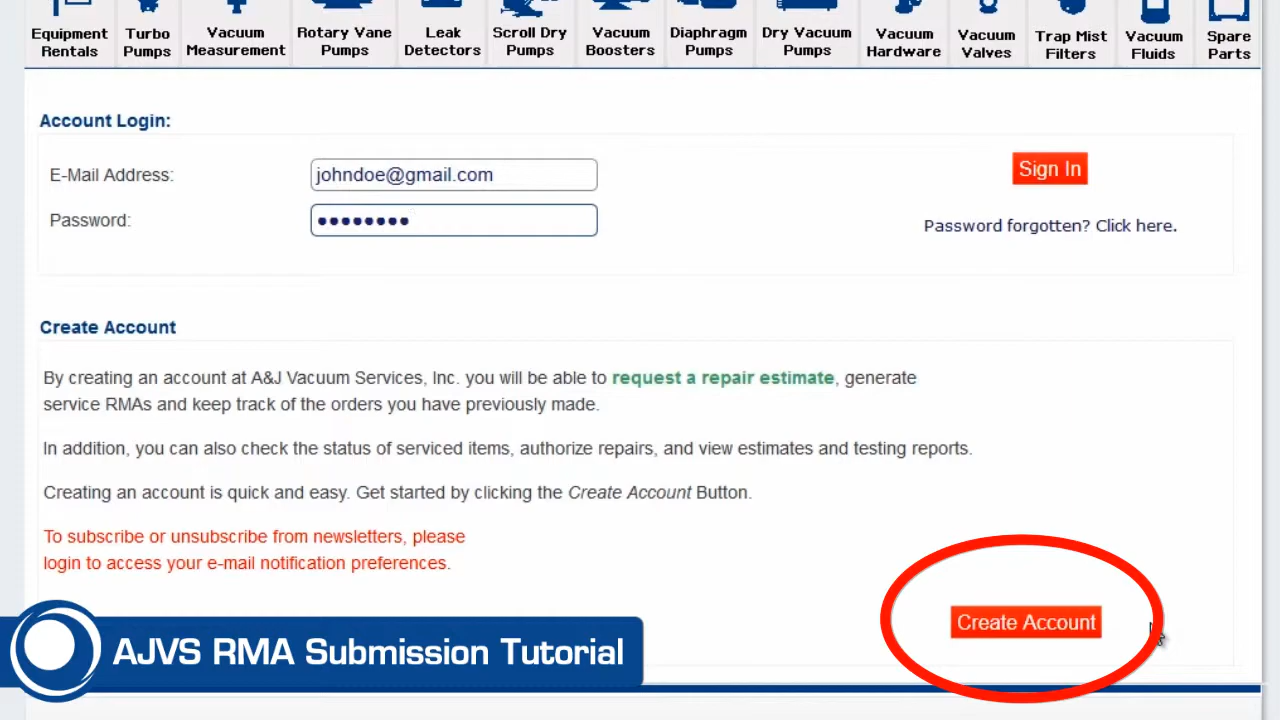 Equipment Rentals
Turbo Pumps
Vacuum Measurement
Rotary Vane Pumps
Leak Detectors
Scroll Dry Pumps
Vacuum Boosters
Diaphragm Pumps
Dry Vacuum Pumps
Vacuum Hardware
Vacuum Valves
Trap Mist Filters
Vacuum Fluids
Spare Parts
Account Login:
E-Mail Address:
johndoe@gmail.com
Sign In
Password:
●●●●●●●●
Password forgotten? Click here.
Create Account
By creating an account at A&J Vacuum Services, Inc. you will be able to request a repair estimate, generate
service RMAs and keep track of the orders you have previously made.
In addition, you can also check the status of serviced items, authorize repairs, and view estimates and testing reports.
Creating an account is quick and easy. Get started by clicking the Create Account Button.
To subscribe or unsubscribe from newsletters, please
login to access your e-mail notification preferences.
Create Account
AJVS RMA Submission Tutorial